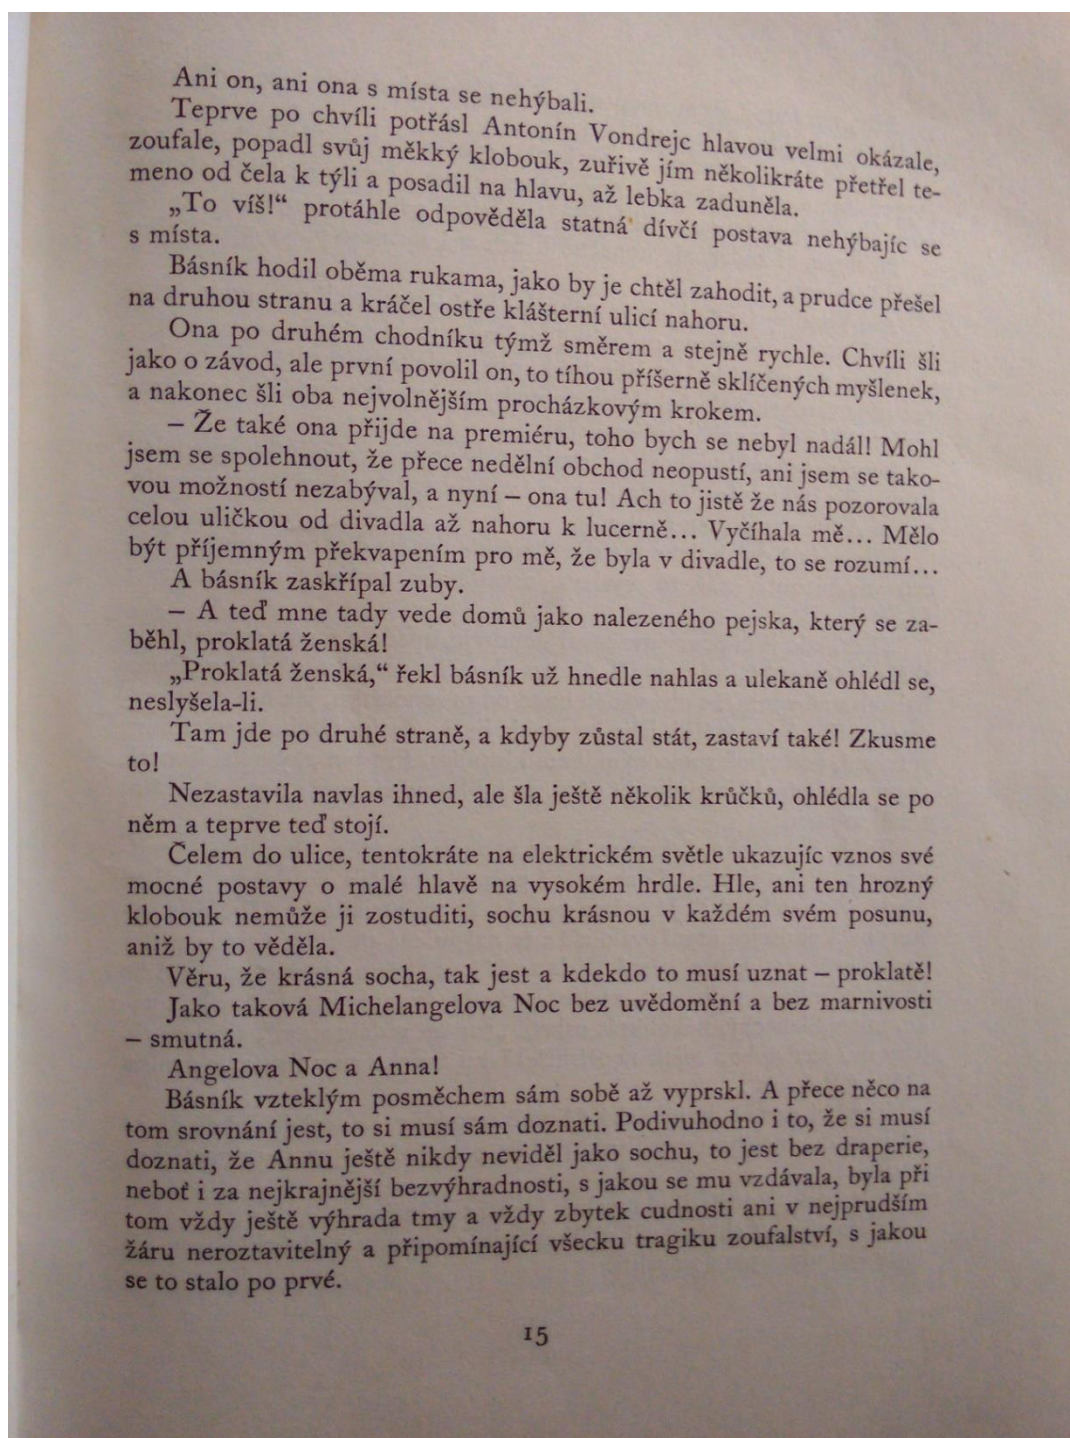 Ani on, ani ona s místa se nehýbali.
Teprve po chvíli potřásl Antonín Vondrejc hlavou velmi okázale,
zoufale, popadl svůj měkký klobouk, zuřivě jím několikráte přetřel te-
meno od čela k týli a posadil na hlavu, až lebka zaduněla.
„To víš!“ protáhle odpověděla statná dívčí postava nehýbajíc se
s místa.
Básník hodil oběma rukama, jako by je chtěl zahodit, a prudce přešel
na druhou stranu a kráčel ostře klášterní ulicí nahoru.
Ona po druhém chodníku týmž směrem a stejně rychle. Chvíli šli
jako o závod, ale první povolil on, to tíhou příšerně sklíčených myšlenek,
a nakonec šli oba nejvolnějším procházkovým krokem.
– Že také ona přijde na premiéru, toho bych se nebyl nadál! Mohl
jsem se spolehnout, že přece nedělní obchod neopustí, ani jsem se tako-
vou možností nezabýval, a nyní – ona tu! Ach to jistě že nás pozorovala
celou uličkou od divadla až nahoru k lucerně... Vyčíhala mě... Mělo
být příjemným překvapením pro mě, že byla v divadle, to se rozumí...
A básník zaskřípal zuby.
– A teď mne tady vede domů jako nalezeného pejska, který se za-
běhl, proklatá ženská!
„Proklatá ženská,“ řekl básník už hnedle nahlas a ulekaně ohlédl se,
neslyšela-li.
Tam jde po druhé straně, a kdyby zůstal stát, zastaví také! Zkusme
to!
Nezastavila navlas ihned, ale šla ještě několik krůčků, ohlédla se po
něm a teprve teď stojí.
Čelem do ulice, tentokráte na elektrickém světle ukazujíc vznos své
mocné postavy o malé hlavě na vysokém hrdle. Hle, ani ten hrozný
klobouk nemůže ji zostuditi, sochu krásnou v každém svém posunu,
aniž by to věděla.
Věru, že krásná socha, tak jest a kdekdo to musí uznat – proklatě!
Jako taková Michelangelova Noc bez uvědomění a bez marnivosti
– smutná.
Angelova Noc a Anna!
Básník vzteklým posměchem sám sobě až vyprskl. A přece něco na
tom srovnání jest, to si musí sám doznati. Podivuhodno i to, že si musí
doznati, že Annu ještě nikdy neviděl jako sochu, to jest bez draperie,
neboť i za nejkrajnější bezvýhradnosti, s jakou se mu vzdávala, byla při
tom vždy ještě výhrada tmy a vždy zbytek cudnosti ani v nejprudším
žáru neroztavitelný a připomínající všecku tragiku zoufalství, s jakou
se to stalo po prvé.
15